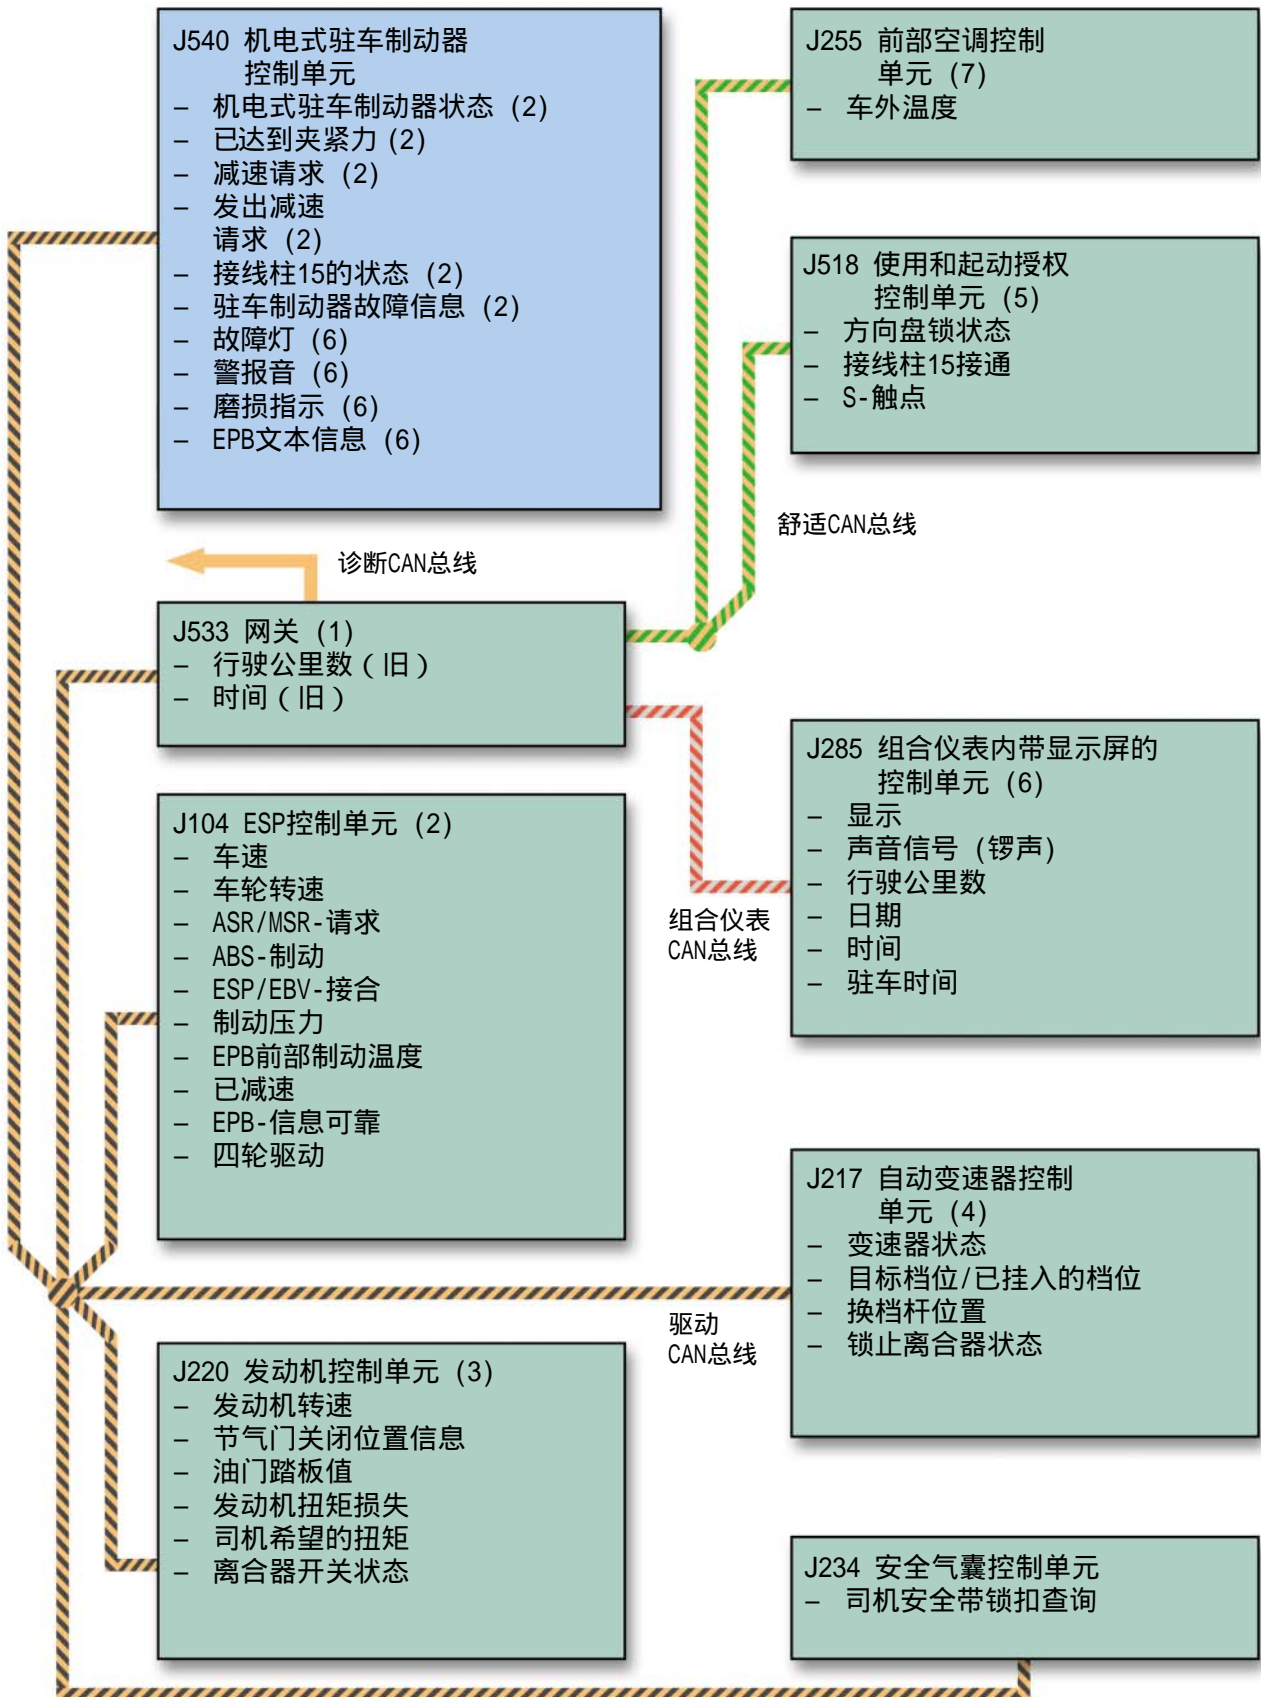 J540 机电式驻车制动器
控制单元
– 机电式驻车制动器状态 (2)
– 已达到夹紧力 (2)
– 减速请求 (2)
– 发出减速
请求 (2)
– 接线柱15的状态 (2)
– 驻车制动器故障信息 (2)
– 故障灯 (6)
– 警报音 (6)
– 磨损指示 (6)
– EPB文本信息 (6)
J255 前部空调控制
单元 (7)
– 车外温度
J518 使用和起动授权
控制单元 (5)
– 方向盘锁状态
– 接线柱15接通
– S-触点
舒适CAN总线
诊断CAN总线
J533 网关 (1)
– 行驶公里数（旧）
– 时间（旧）
J285 组合仪表内带显示屏的
控制单元 (6)
– 显示
– 声音信号 (锣声)
– 行驶公里数
– 日期
– 时间
– 驻车时间
组合仪表
CAN总线
J104 ESP控制单元 (2)
– 车速
– 车轮转速
– ASR/MSR-请求
– ABS-制动
– ESP/EBV-接合
– 制动压力
– EPB前部制动温度
– 已减速
– EPB-信息可靠
– 四轮驱动
J217 自动变速器控制
单元 (4)
– 变速器状态
– 目标档位/已挂入的档位
– 换档杆位置
– 锁止离合器状态
驱动
CAN总线
J220 发动机控制单元 (3)
– 发动机转速
– 节气门关闭位置信息
– 油门踏板值
– 发动机扭矩损失
– 司机希望的扭矩
– 离合器开关状态
J234 安全气囊控制单元
– 司机安全带锁扣查询